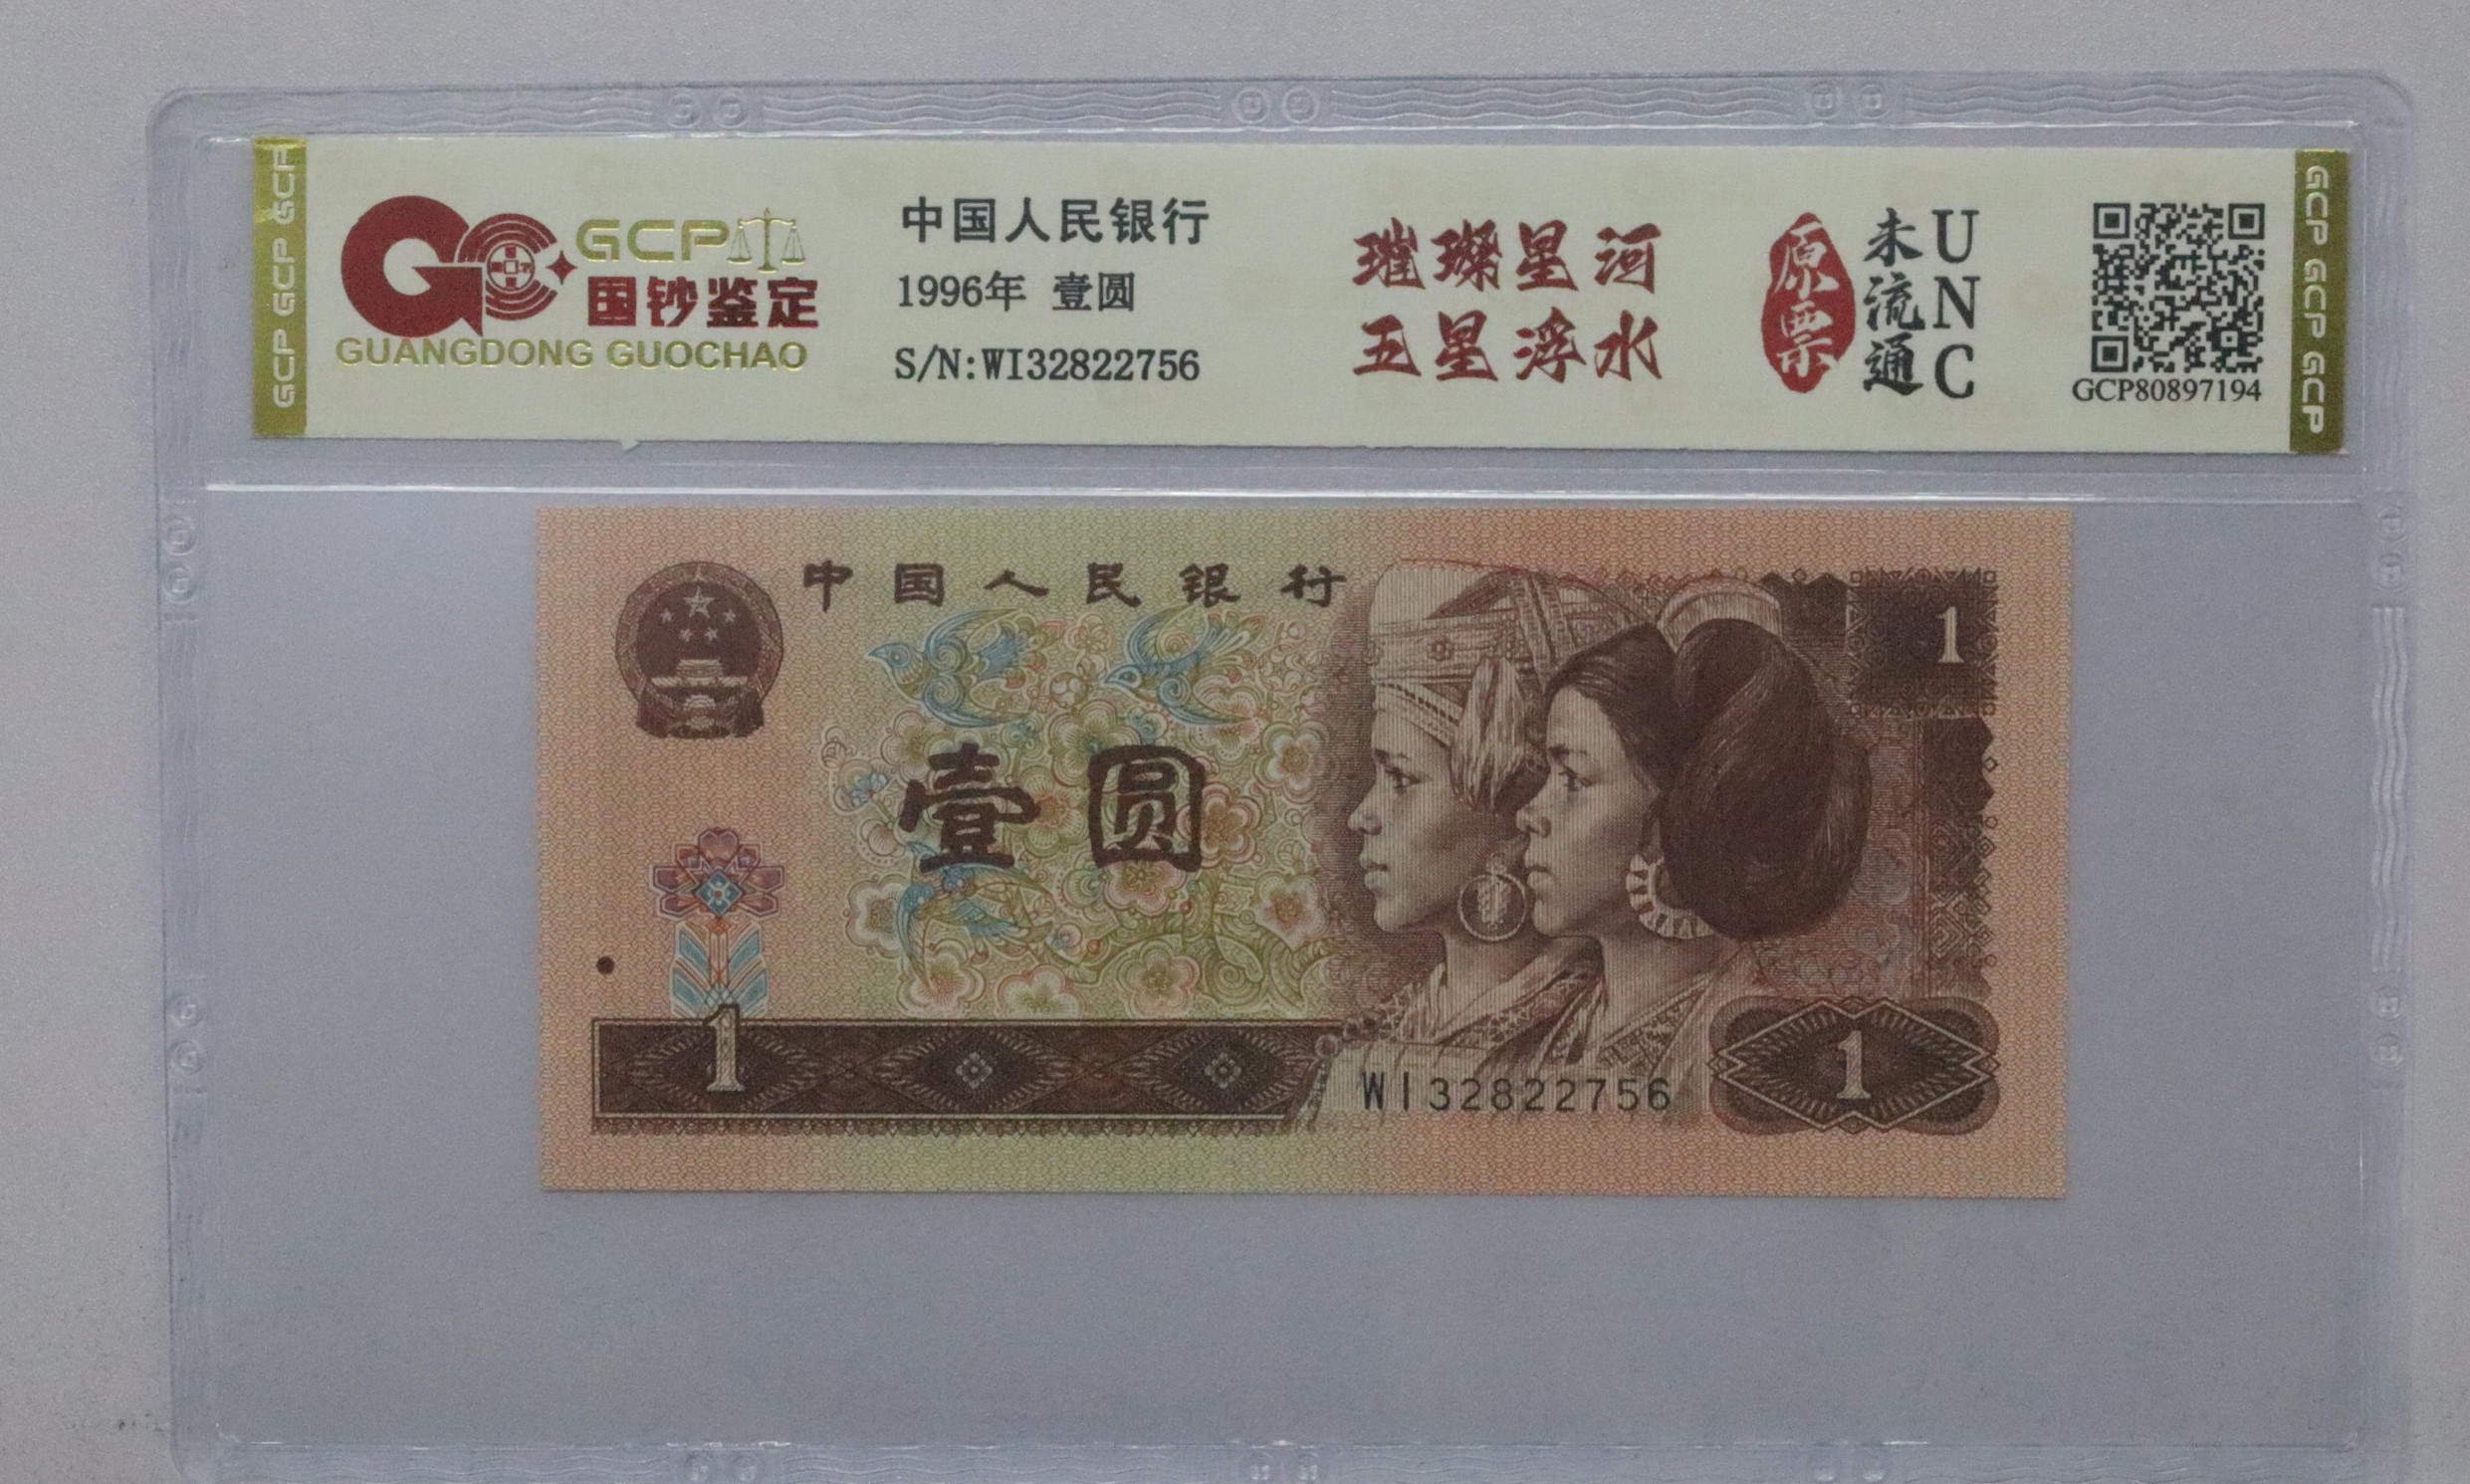 GCP GCP GCP
GCP
国钞鉴定
GUANGDONG GUOCHAO
中国人民银行
1996年 壹圆
S/N:WI32822756
璀璨星河
五星浮水
原票
未流通
UNC
GCP80897194
GCP GCP GCP
中国人民银行
1
壹圆
1
WI32822756
1